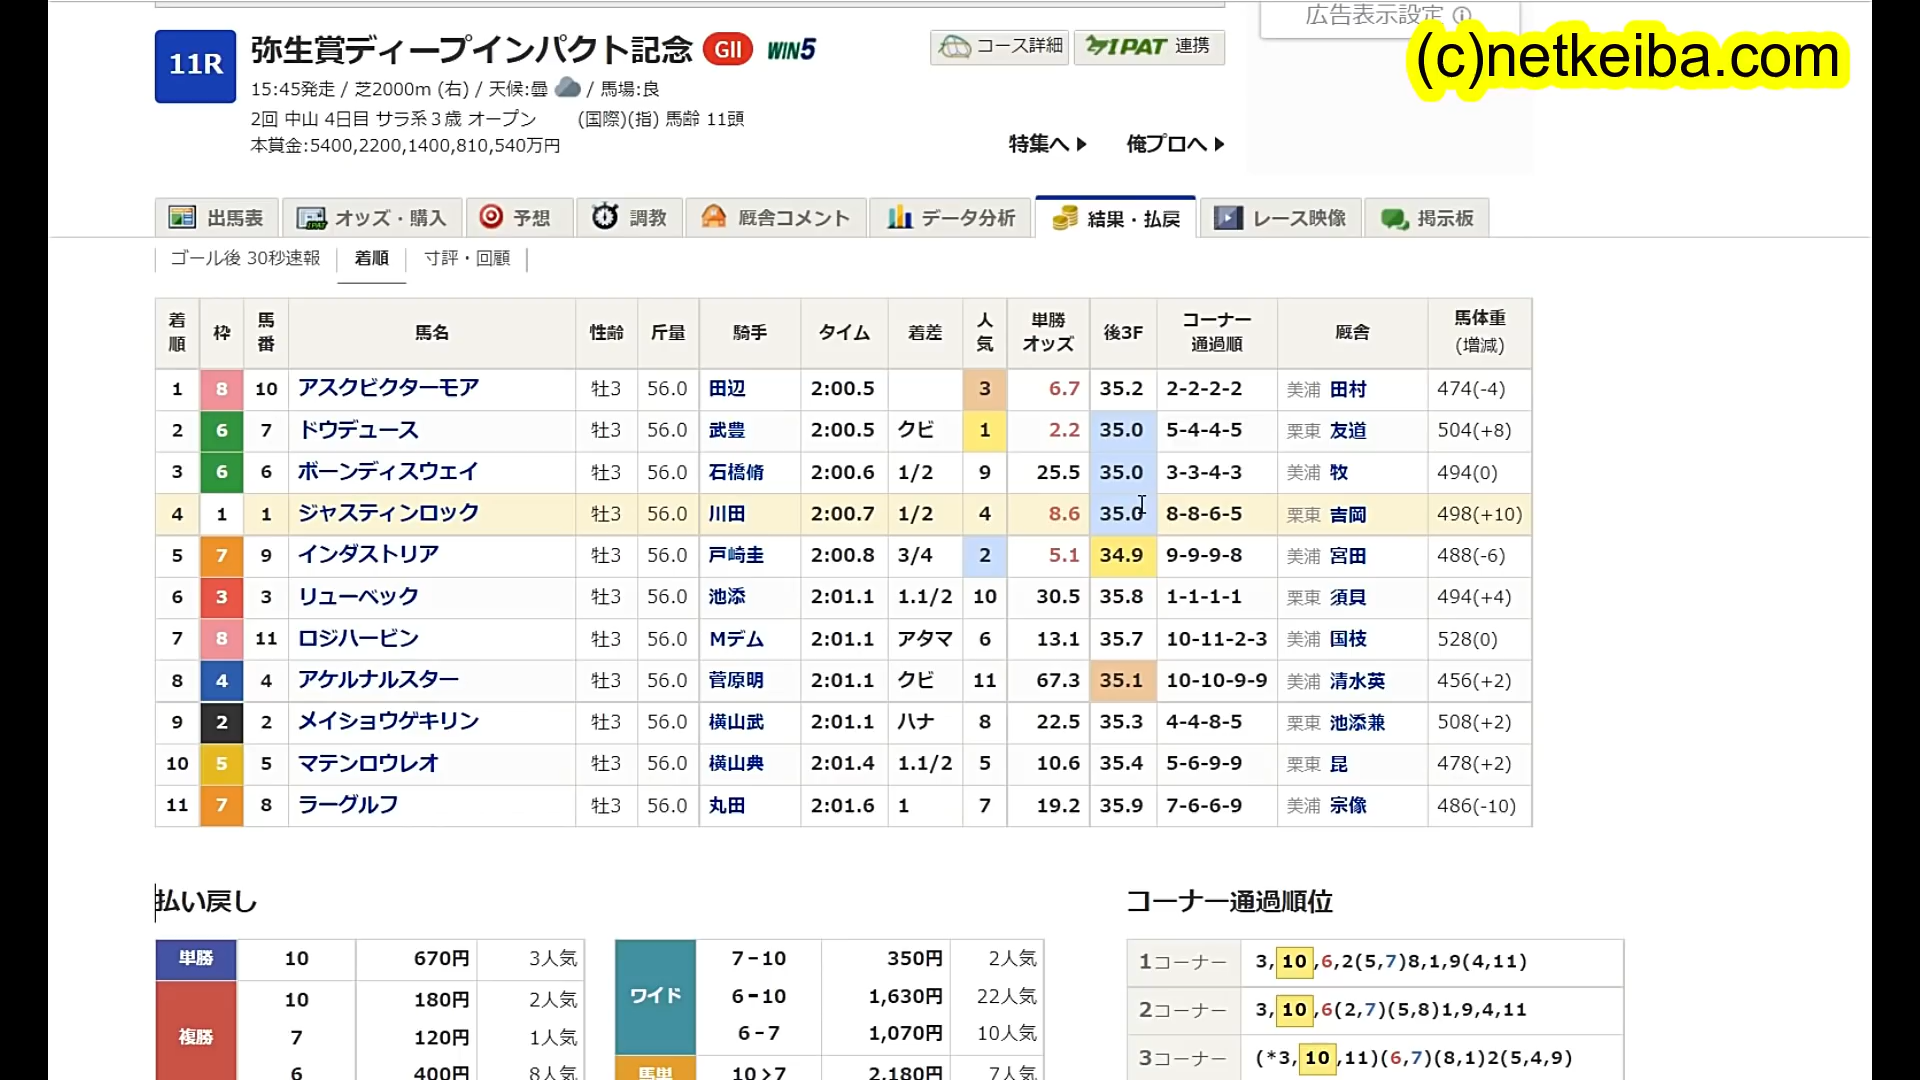 広告表示設定
(c)netkeiba.com
11R 弥生賞ディープインパクト記念 GII WIN5
コース詳細 IPAT 連携
15:45発走 / 芝2000m (右) / 天候:曇 / 馬場:良
2回 中山 4日目 サラ系３歳 オープン (国際)(指) 馬齢 11頭
本賞金:5400,2200,1400,810,540万円
特集へ 俺プロへ
出馬表 オッズ・購入 予想 調教 厩舎コメント データ分析 結果・払戻 レース映像 掲示板
ゴール後 30秒速報 着順 寸評・回顧
着順 枠 馬番 馬名 性齢 斤量 騎手 タイム 着差 人気 単勝オッズ 後3F コーナー通過順 厩舎 馬体重(増減)
1 8 10 アスクビクターモア 牡3 56.0 田辺 2:00.5 3 6.7 35.2 2-2-2-2 美浦 田村 474(-4)
2 6 7 ドウデュース 牡3 56.0 武豊 2:00.5 クビ 1 2.2 35.0 5-4-4-5 栗東 友道 504(+8)
3 6 6 ボーンディスウェイ 牡3 56.0 石橋脩 2:00.6 1/2 9 25.5 35.0 3-3-4-3 美浦 牧 494(0)
4 1 1 ジャスティンロック 牡3 56.0 川田 2:00.7 1/2 4 8.6 35.0 8-8-6-5 栗東 吉岡 498(+10)
5 7 9 インダストリア 牡3 56.0 戸崎圭 2:00.8 3/4 2 5.1 34.9 9-9-9-8 美浦 宮田 488(-6)
6 3 3 リューベック 牡3 56.0 池添 2:01.1 1.1/2 10 30.5 35.8 1-1-1-1 栗東 須貝 494(+4)
7 8 11 ロジハービン 牡3 56.0 Mデム 2:01.1 アタマ 6 13.1 35.7 10-11-2-3 美浦 国枝 528(0)
8 4 4 アケルナルスター 牡3 56.0 菅原明 2:01.1 クビ 11 67.3 35.1 10-10-9-9 美浦 清水英 456(+2)
9 2 2 メイショウゲキリン 牡3 56.0 横山武 2:01.1 ハナ 8 22.5 35.3 4-4-8-5 栗東 池添兼 508(+2)
10 5 5 マテンロウレオ 牡3 56.0 横山典 2:01.4 1.1/2 5 10.6 35.4 5-6-9-9 栗東 昆 478(+2)
11 7 8 ラーグルフ 牡3 56.0 丸田 2:01.6 1 7 19.2 35.9 7-6-6-9 美浦 宗像 486(-10)
払い戻し
単勝 10 670円 3人気
複勝 10 180円 2人気
7 120円 1人気
6 400円 8人気
ワイド 7-10 350円 2人気
6-10 1,630円 22人気
6-7 1,070円 10人気
馬単 10>7 2,180円 7人気
コーナー通過順位
1コーナー 3,10,6,2(5,7)8,1,9(4,11)
2コーナー 3,10,6(2,7)(5,8)1,9,4,11
3コーナー (*3,10,11)(6,7)(8,1)2(5,4,9)